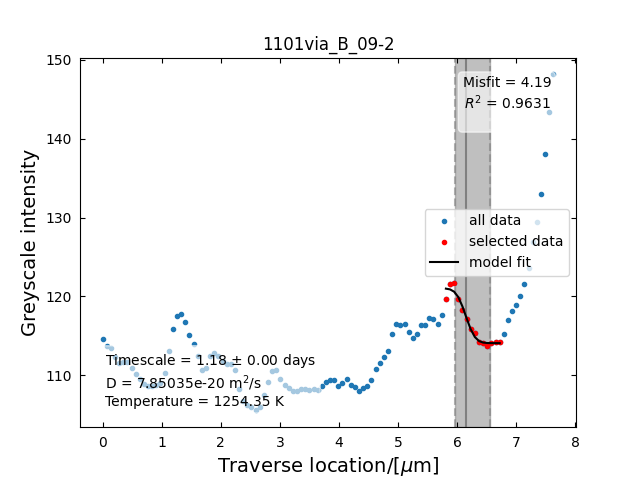 1101via_B_09-2
Greyscale intensity
150
140
130
120
110
Misfit = 4.19
R² = 0.9631
all data
selected data
model fit
Timescale = 1.18 ± 0.00 days
D = 7.85035e-20 m²/s
Temperature = 1254.35 K
0 1 2 3 4 5 6 7 8
Traverse location/[μm]